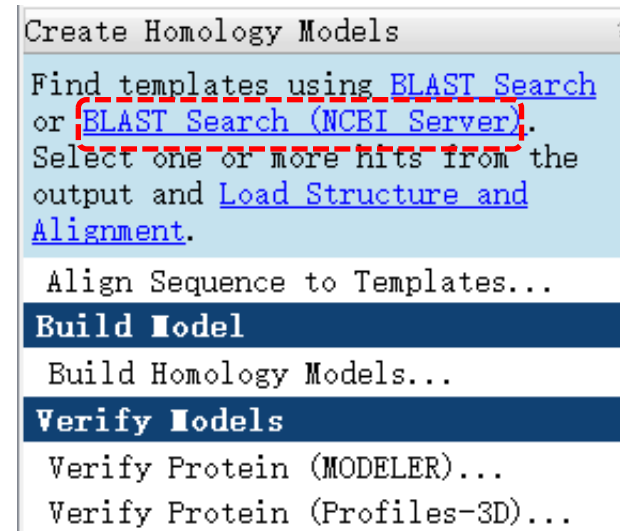 Create Homology Models
Find templates using BLAST Search
or BLAST Search (NCBI Server).
Select one or more hits from the
output and Load Structure and
Alignment.
Align Sequence to Templates...
Build Model
Build Homology Models...
Verify Models
Verify Protein (MODELER)...
Verify Protein (Profiles-3D)...